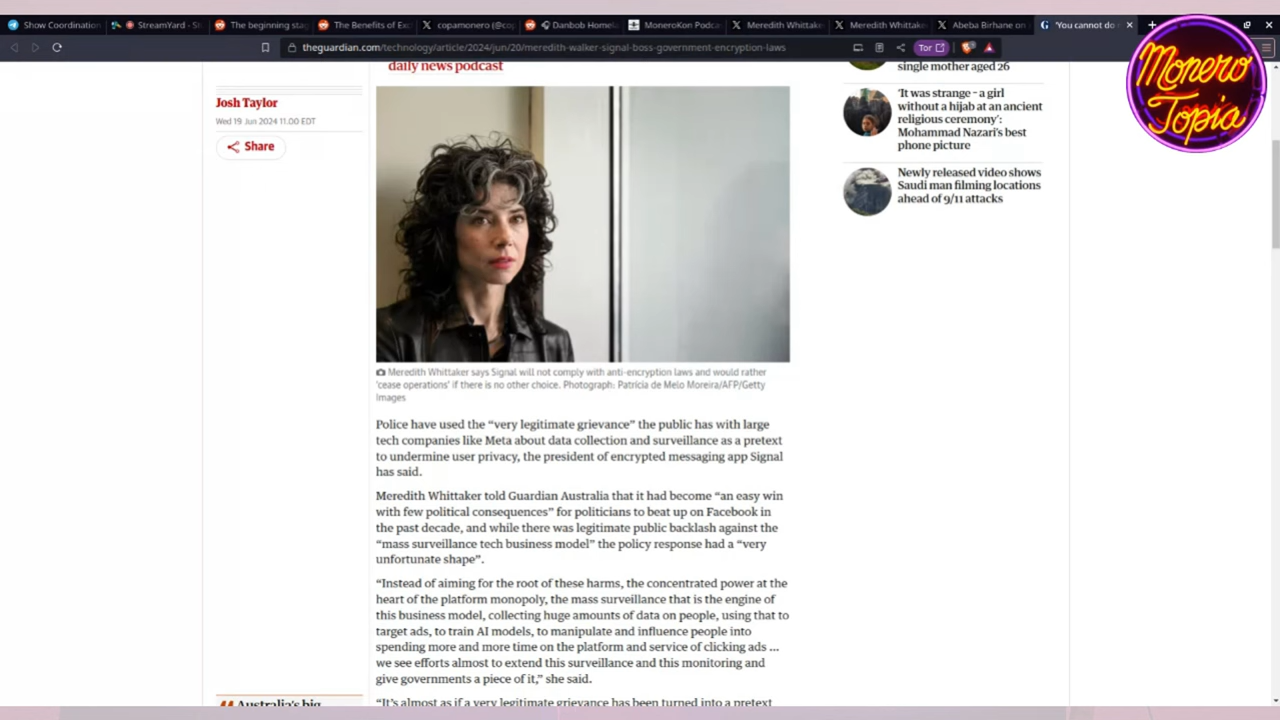 Show Coordination
StreamYard - St
The beginning stag
The Benefits of Exc
copamonero (@cop
Danbob Homel
MoneroKon Podca
Meredith Whittake
Meredith Whittake
Abeba Birhane on
'You cannot do
theguardian.com/technology/article/2024/jun/20/meredith-walker-signal-boss-government-encryption-laws
Tor
Monero
Topia
daily news podcast
Josh Taylor
Wed 19 Jun 2024 11.00 EDT
Share
single mother aged 26
'It was strange – a girl
without a hijab at an ancient
religious ceremony':
Mohammad Nazari's best
phone picture
Newly released video shows
Saudi man filming locations
ahead of 9/11 attacks
Meredith Whittaker says Signal will not comply with anti-encryption laws and would rather
'cease operations' if there is no other choice. Photograph: Patrícia de Melo Moreira/AFP/Getty
Images
Police have used the “very legitimate grievance” the public has with large
tech companies like Meta about data collection and surveillance as a pretext
to undermine user privacy, the president of encrypted messaging app Signal
has said.
Meredith Whittaker told Guardian Australia that it had become “an easy win
with few political consequences” for politicians to beat up on Facebook in
the past decade, and while there was legitimate public backlash against the
“mass surveillance tech business model” the policy response had a “very
unfortunate shape”.
“Instead of aiming for the root of these harms, the concentrated power at the
heart of the platform monopoly, the mass surveillance that is the engine of
this business model, collecting huge amounts of data on people, using that to
target ads, to train AI models, to manipulate and influence people into
spending more and more time on the platform and service of clicking ads ...
we see efforts almost to extend this surveillance and this monitoring and
give governments a piece of it,” she said.
“It's almost as if a very legitimate grievance has been turned into a pretext
Australia's big